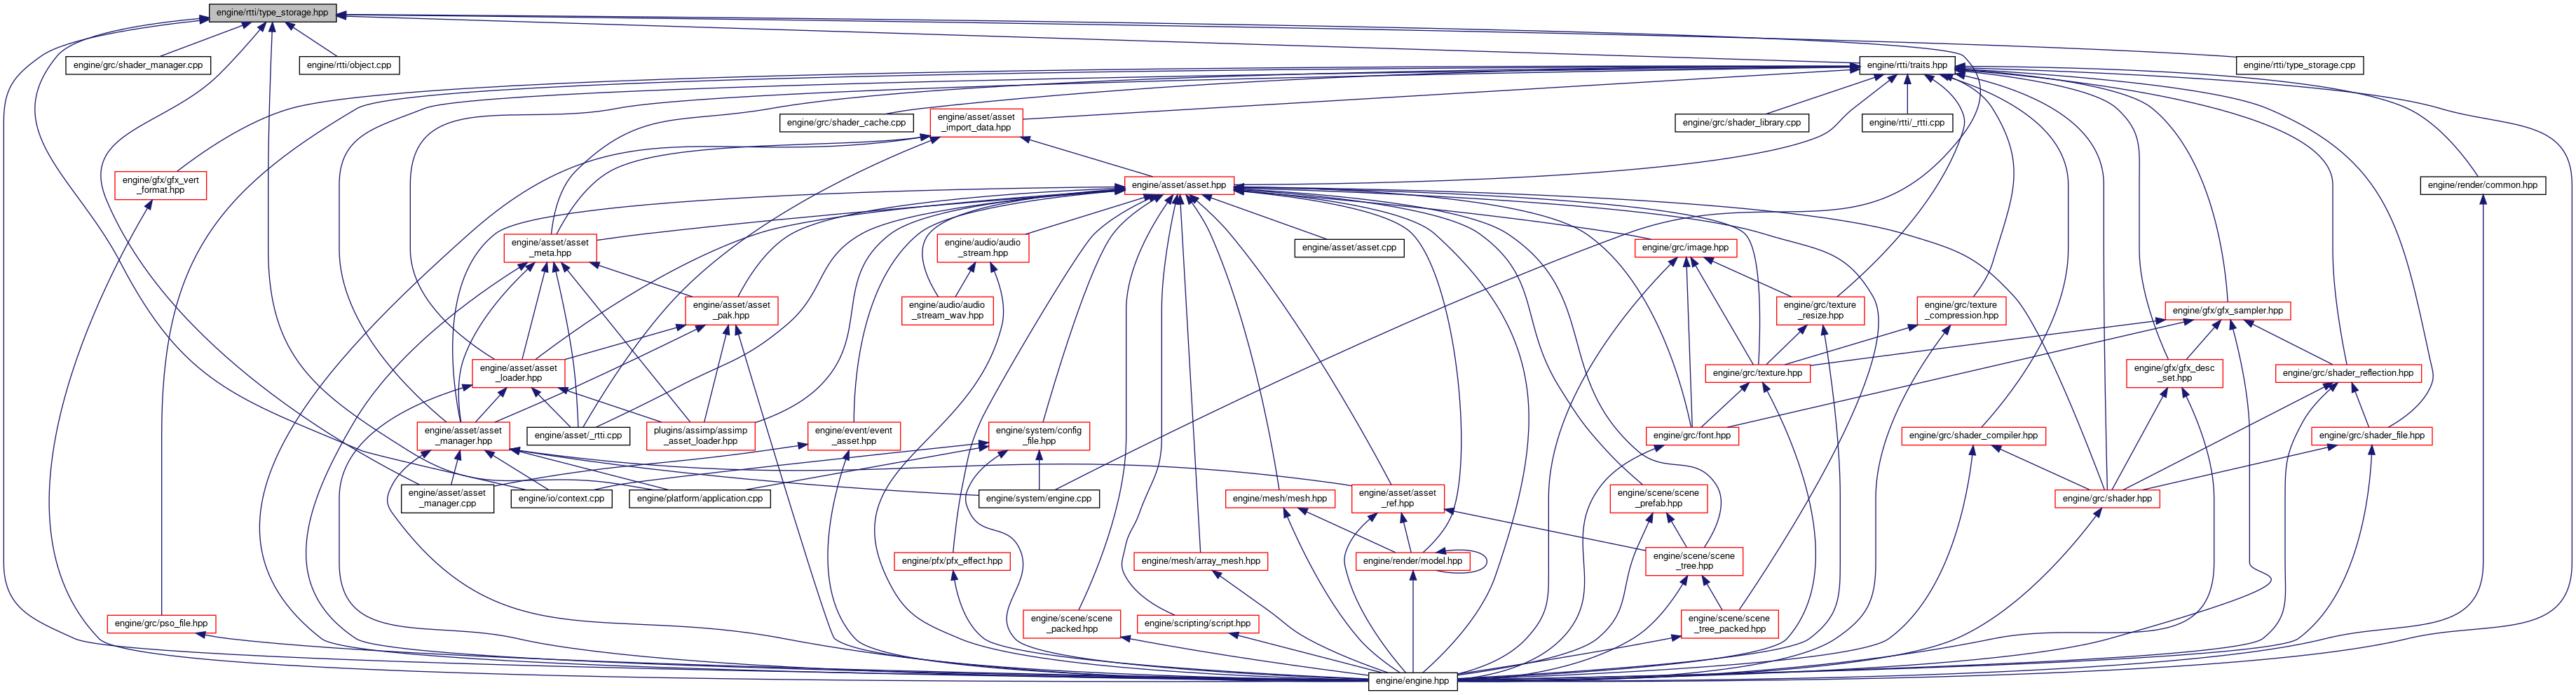 engine/rtti/type_storage.hpp
engine/grc/shader_manager.cpp
engine/rtti/object.cpp
engine/rtti/traits.hpp
engine/rtti/type_storage.cpp
engine/grc/shader_cache.cpp
engine/asset/asset
_import_data.hpp
engine/grc/shader_library.cpp
engine/rtti/_rtti.cpp
engine/gfx/gfx_vert
_format.hpp
engine/asset/asset.hpp
engine/render/common.hpp
engine/asset/asset
_meta.hpp
engine/audio/audio
_stream.hpp
engine/asset/asset.cpp
engine/grc/image.hpp
engine/asset/asset
_pak.hpp
engine/audio/audio
_stream_wav.hpp
engine/grc/texture
_resize.hpp
engine/grc/texture
_compression.hpp
engine/gfx/gfx_sampler.hpp
engine/asset/asset
_loader.hpp
engine/grc/texture.hpp
engine/gfx/gfx_desc
_set.hpp
engine/grc/shader_reflection.hpp
engine/asset/asset
_manager.hpp
engine/asset/_rtti.cpp
plugins/assimp/assimp
_asset_loader.hpp
engine/event/event
_asset.hpp
engine/system/config
_file.hpp
engine/grc/font.hpp
engine/grc/shader_compiler.hpp
engine/grc/shader_file.hpp
engine/asset/asset
_manager.cpp
engine/io/context.cpp
engine/platform/application.cpp
engine/system/engine.cpp
engine/mesh/mesh.hpp
engine/asset/asset
_ref.hpp
engine/scene/scene
_prefab.hpp
engine/grc/shader.hpp
engine/pfx/pfx_effect.hpp
engine/mesh/array_mesh.hpp
engine/render/model.hpp
engine/scene/scene
_tree.hpp
engine/grc/pso_file.hpp
engine/scene/scene
_packed.hpp
engine/scripting/script.hpp
engine/scene/scene
_tree_packed.hpp
engine/engine.hpp